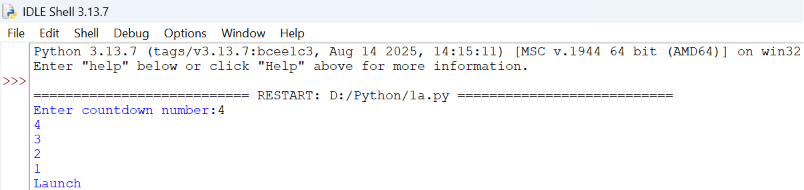 IDLE Shell 3.13.7
File Edit Shell Debug Options Window Help
Python 3.13.7 (tags/v3.13.7:bcee1c3, Aug 14 2025, 14:15:11) [MSC v.1944 64 bit (AMD64)] on win32
Enter "help" below or click "Help" above for more information.
>>>
=========================== RESTART: D:/Python/1a.py ===========================
Enter countdown number:4
4
3
2
1
Launch